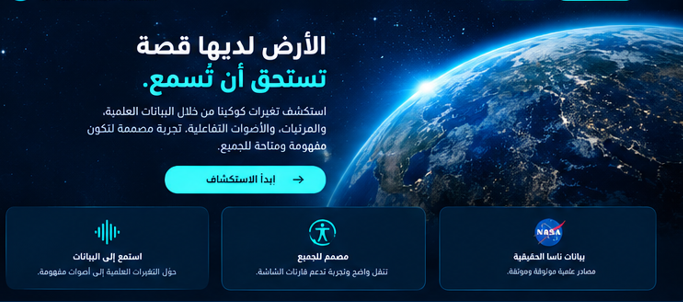 الأرض لديها قصة
تستحق أن تُسمع.
استكشف تغيرات كوكبنا من خلال البيانات العلمية،
والمرئيات، والأصوات التفاعلية، تجربة مصممة لتكون
مفهومة ومتاحة للجميع.
إبدأ الاستكشاف
NASA
بيانات ناسا الحقيقية
مصادر علمية موثوقة وموثقة.
مصمم للجميع
تنقل واضح وتجربة تدعم قارئات الشاشة.
استمع إلى البيانات
حوّل التغيرات العلمية إلى أصوات مفهومة.